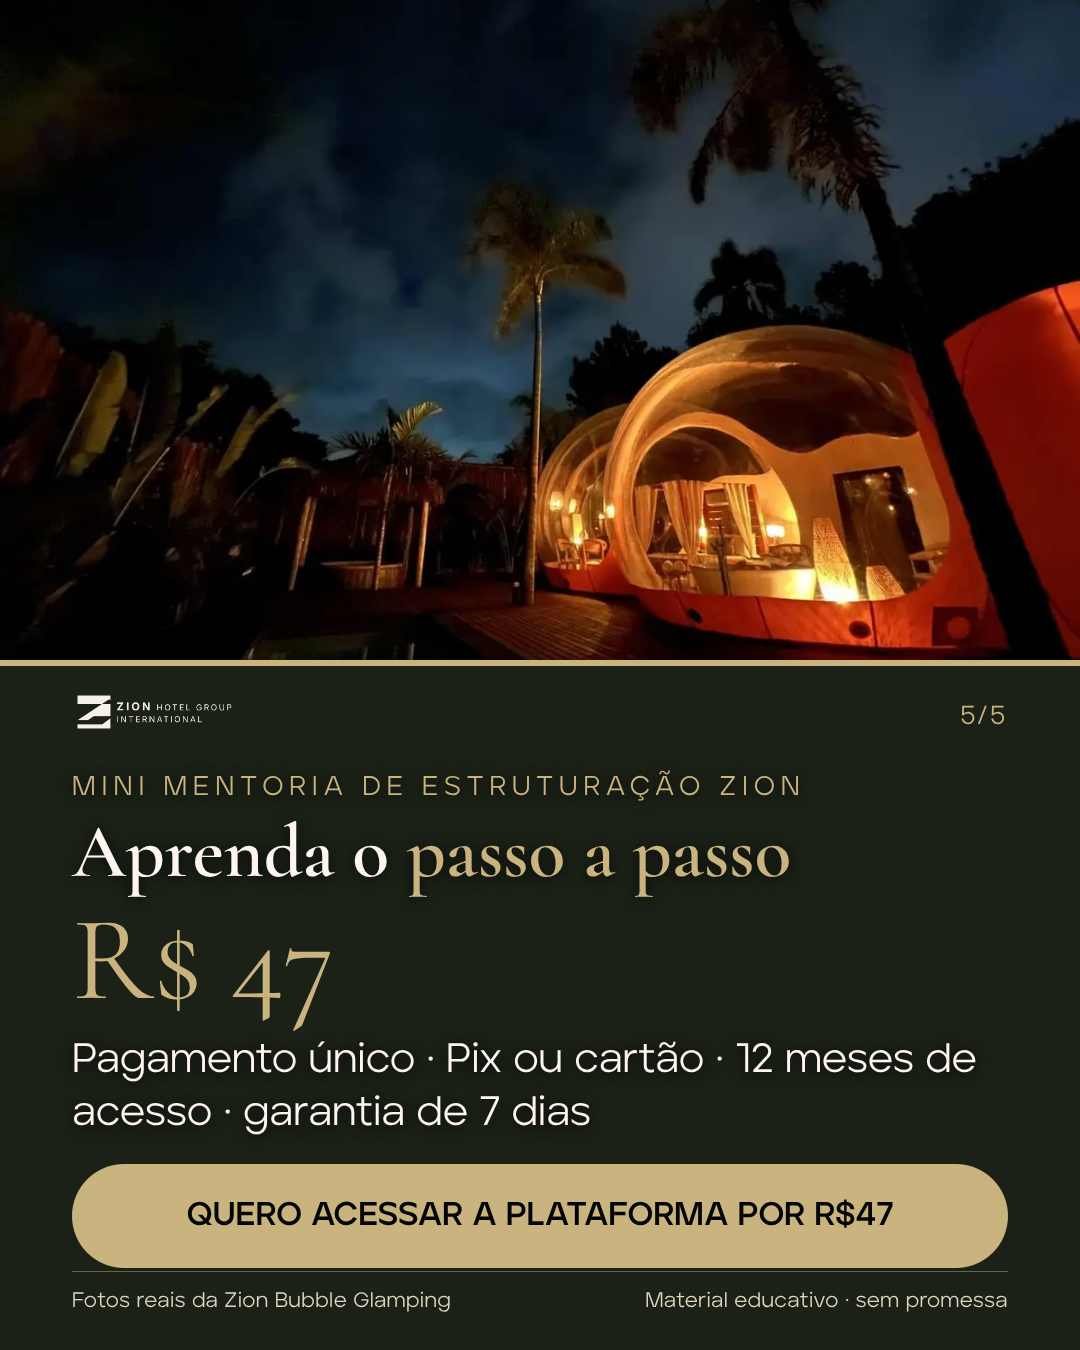 ZION HOTEL GROUP
INTERNATIONAL
5/5
MINI MENTORIA DE ESTRUTURAÇÃO ZION
Aprenda o passo a passo
R$ 47
Pagamento único · Pix ou cartão · 12 meses de
acesso · garantia de 7 dias
QUERO ACESSAR A PLATAFORMA POR R$47
Fotos reais da Zion Bubble Glamping
Material educativo · sem promessa